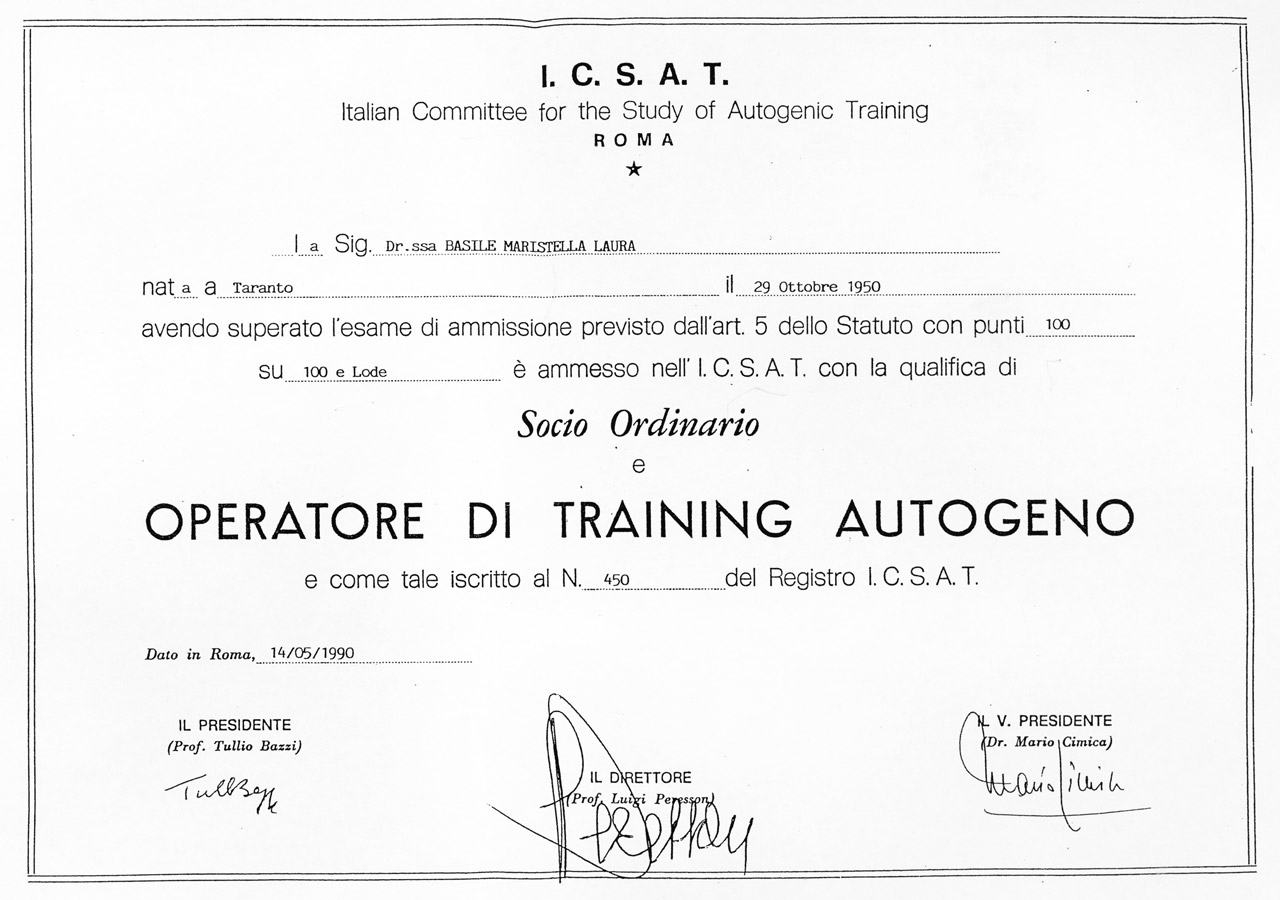 I. C. S. A. T.
Italian Committee for the Study of Autogenic Training
ROMA
l a Sig. Dr.ssa BASILE MARISTELLA LAURA
nat a a Taranto il 29 Ottobre 1950
avendo superato l'esame di ammissione previsto dall'art. 5 dello Statuto con punti 100
su 100 e Lode è ammesso nell' I. C. S. A. T. con la qualifica di
Socio Ordinario
e
OPERATORE DI TRAINING AUTOGENO
e come tale iscritto al N. 450 del Registro I. C. S. A. T.
Dato in Roma, 14/05/1990
IL PRESIDENTE
(Prof. Tullio Bazzi)
IL DIRETTORE
(Prof. Luigi Peresson)
IL V. PRESIDENTE
(Dr. Mario Cimica)